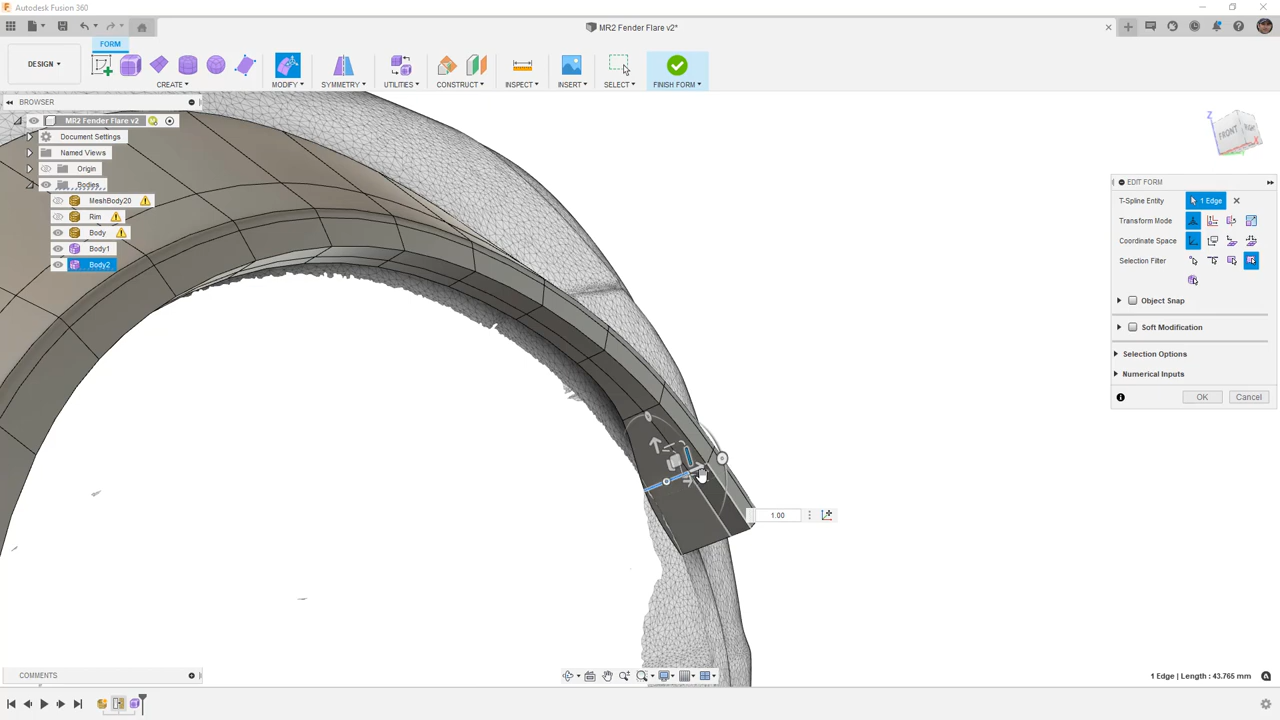 Autodesk Fusion 360
MR2 Fender Flare v2*
FORM
DESIGN
CREATE
MODIFY
SYMMETRY
UTILITIES
CONSTRUCT
INSPECT
INSERT
SELECT
FINISH FORM
BROWSER
MR2 Fender Flare v2
Document Settings
Named Views
Origin
Bodies
MeshBody20
Rim
Body
Body1
Body2
Z
FRONT
RIGHT
X
EDIT FORM
T-Spline Entity 1 Edge
Transform Mode
Coordinate Space
Selection Filter
Object Snap
Soft Modification
Selection Options
Numerical Inputs
OK Cancel
1.00
COMMENTS
1 Edge | Length : 43.765 mm